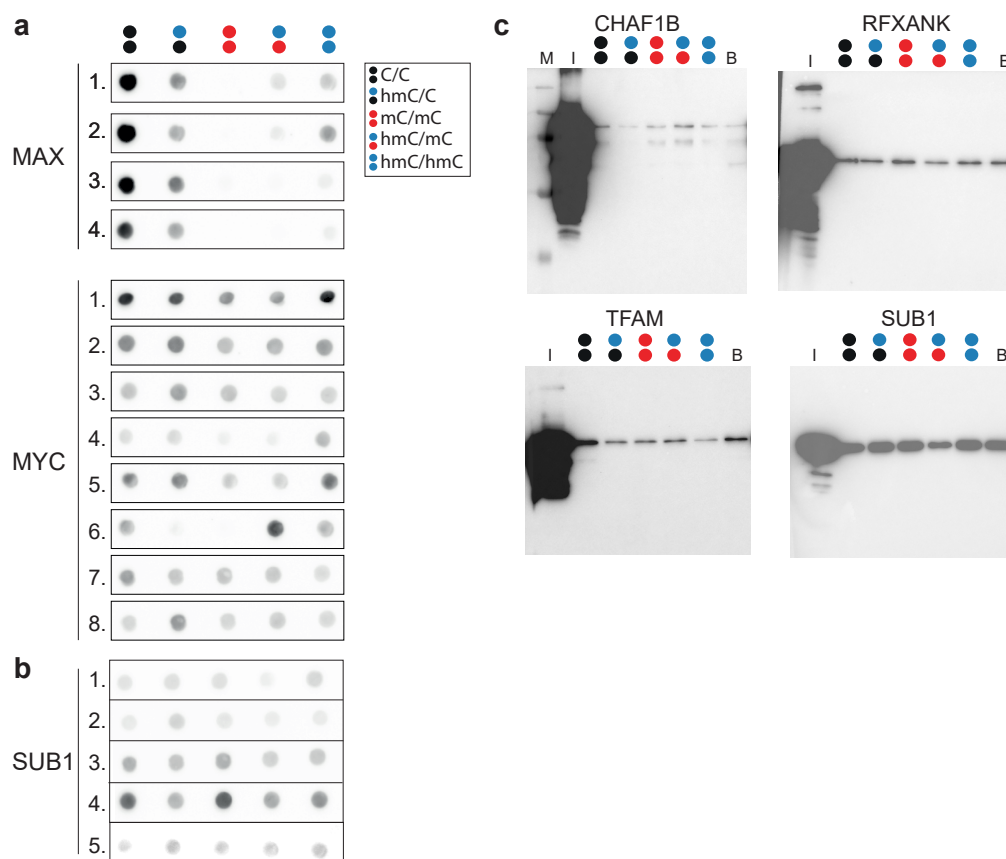 a
MAX
1.
2.
3.
4.
C/C
hmC/C
mC/mC
hmC/mC
hmC/hmC
MYC
1.
2.
3.
4.
5.
6.
7.
8.
b
SUB1
1.
2.
3.
4.
5.
c
CHAF1B
M I B
RFXANK
I B
TFAM
I B
SUB1
I B